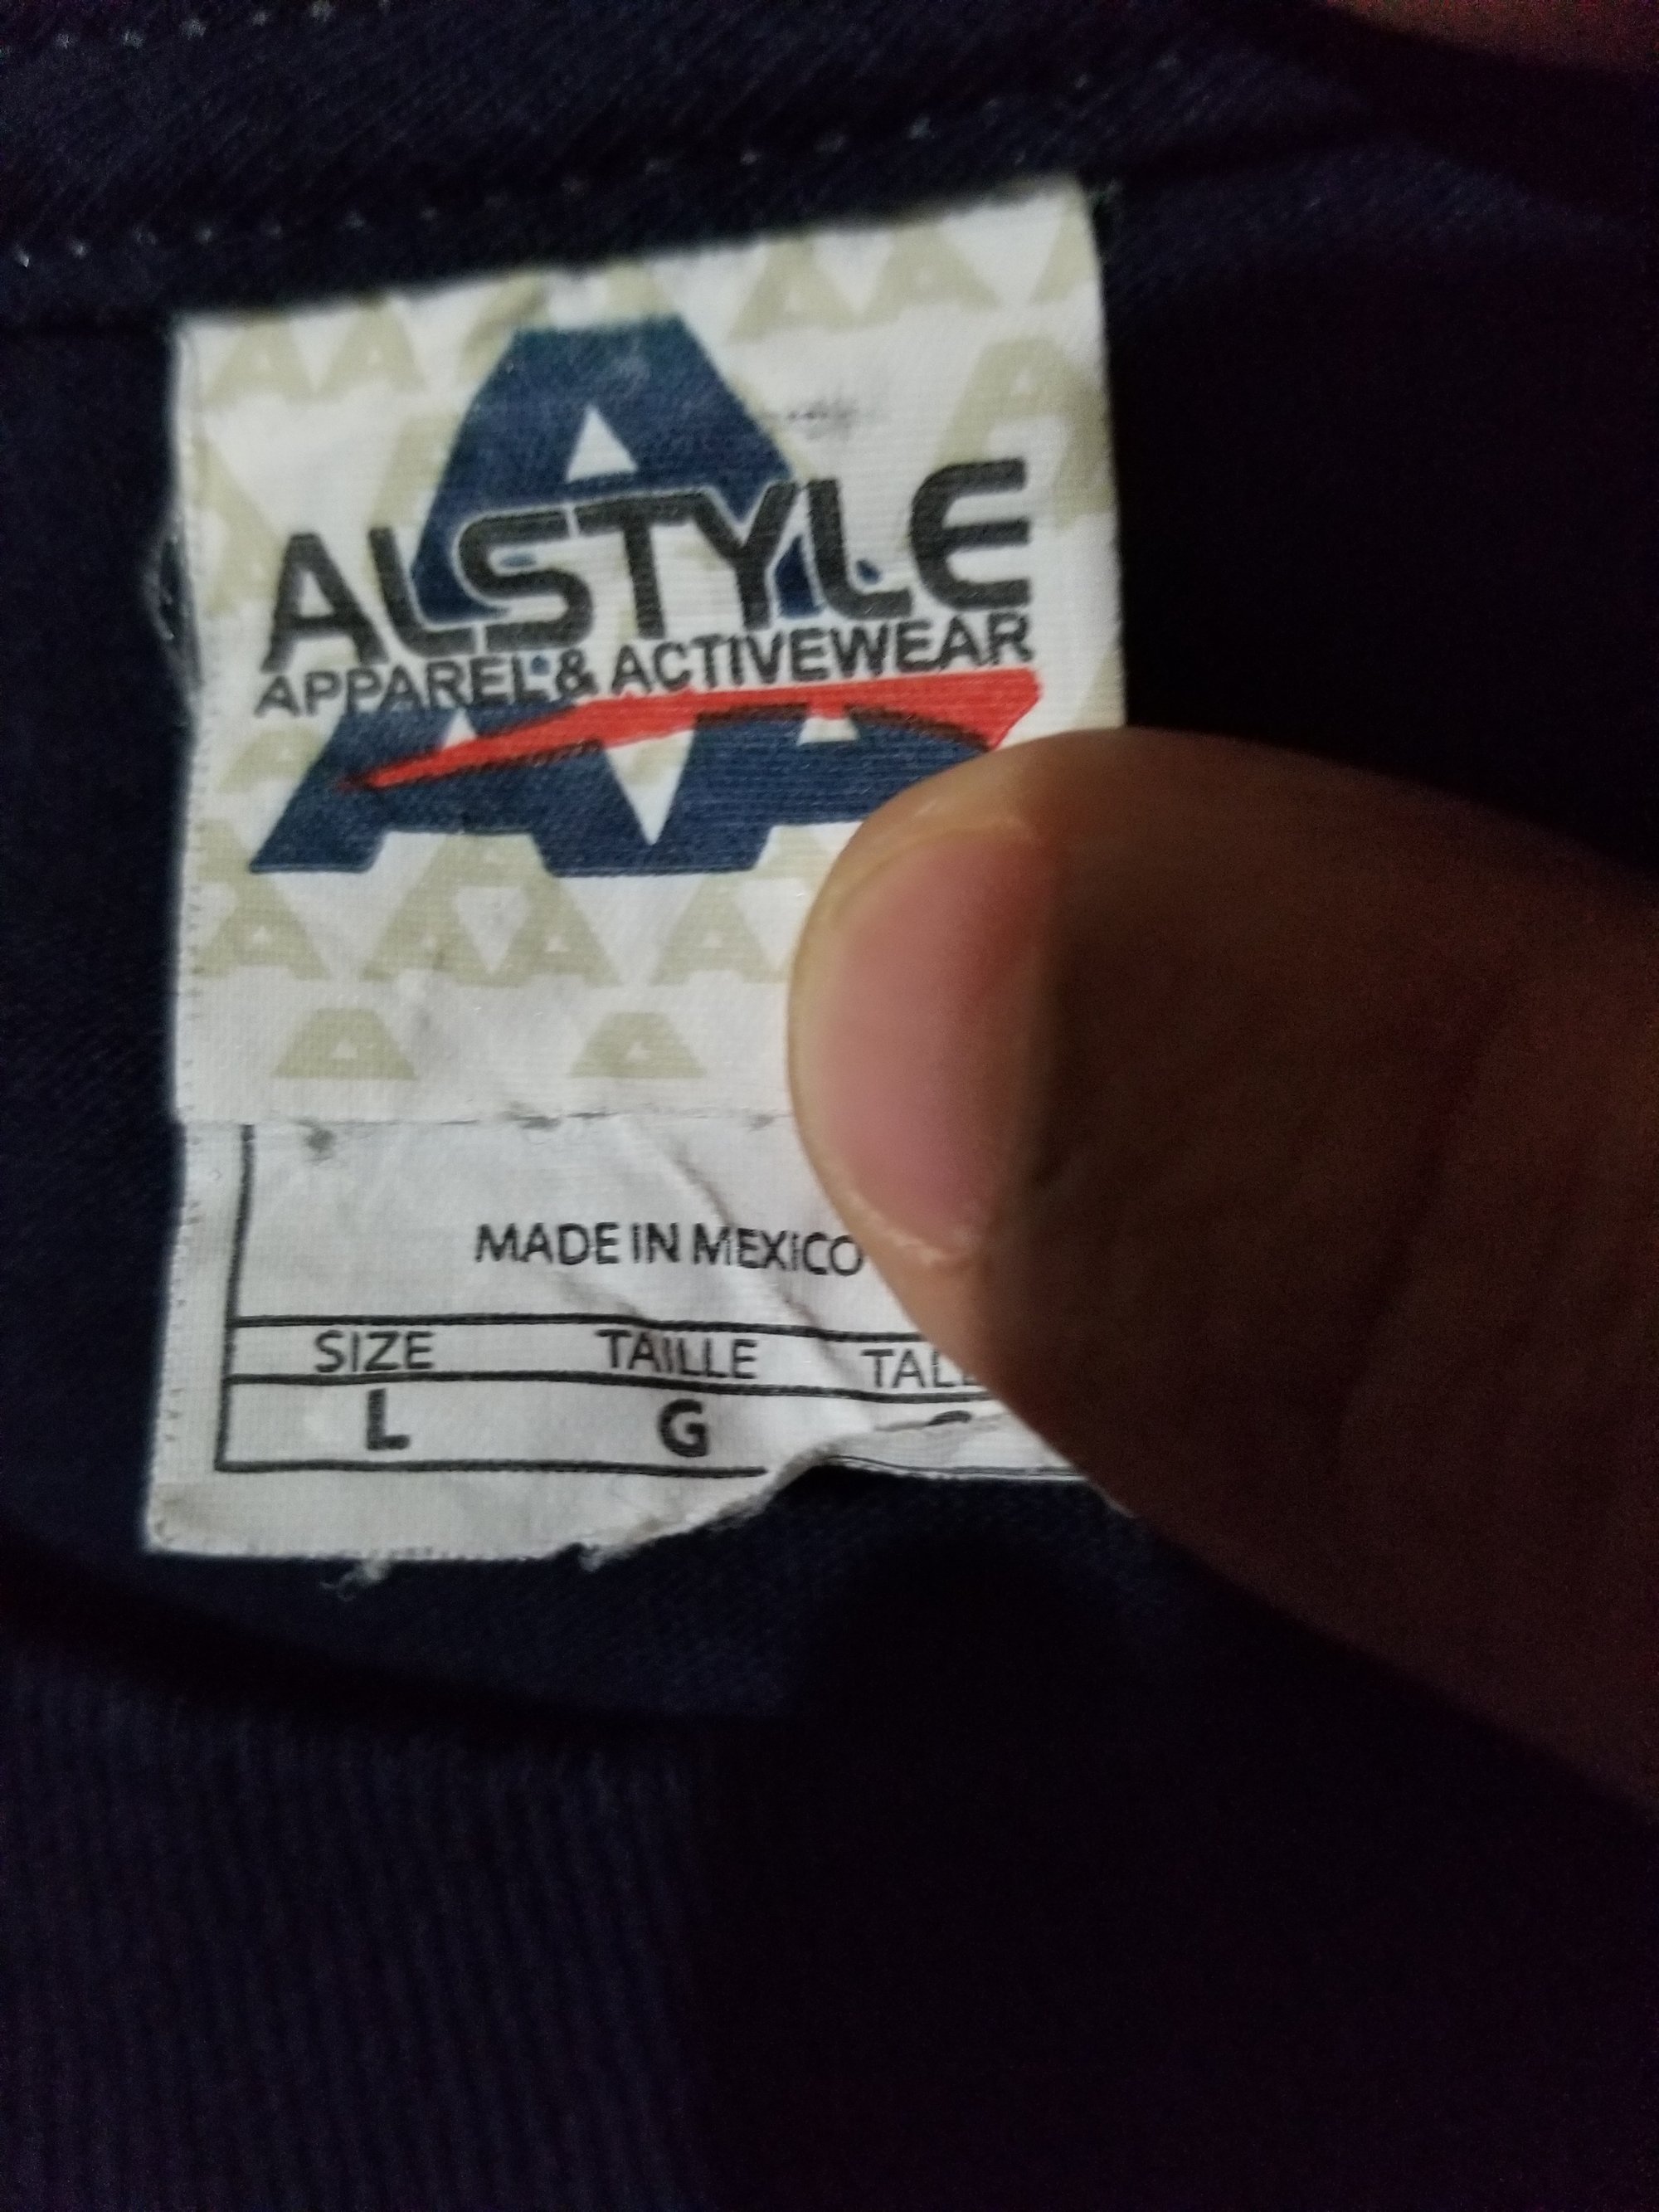 ALSTYLE
APPAREL & ACTIVEWEAR
MADE IN MEXICO
SIZE TAILLE
L G